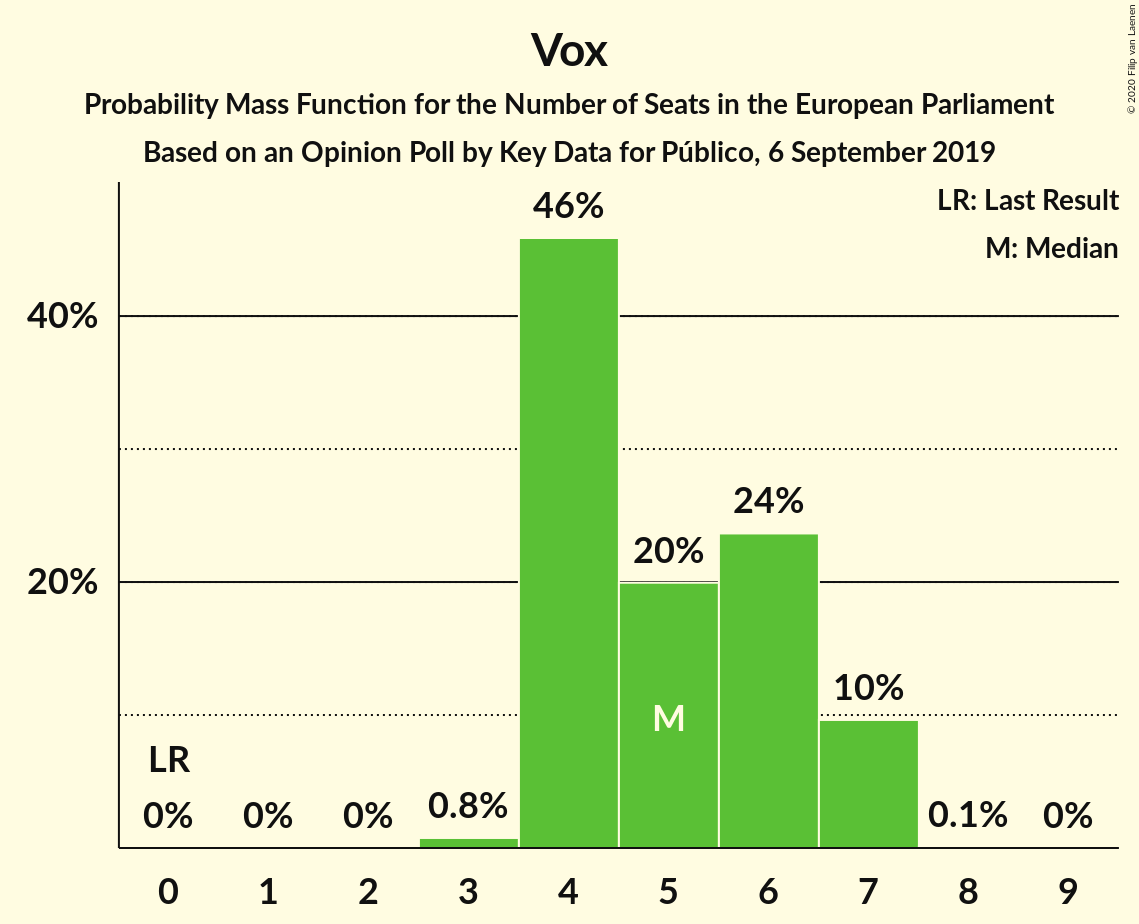 Vox
Probability Mass Function for the Number of Seats in the European Parliament
Based on an Opinion Poll by Key Data for Público, 6 September 2019
© 2020 Filip van Laenen
LR: Last Result
M: Median
40%
20%
LR
0%
0%
0%
0.8%
46%
20%
M
24%
10%
0.1%
0%
0
1
2
3
4
5
6
7
8
9